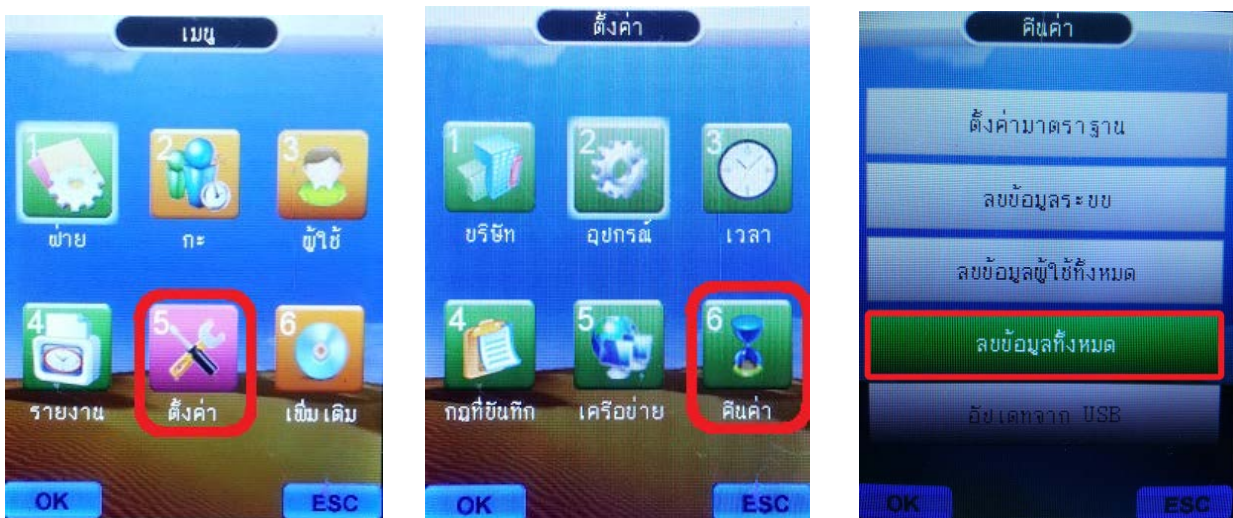 เมนู
1
2
3
ฝ่าย
กะ
ผู้ใช้
4
5
6
รายงาน
ตั้งค่า
เพิ่มเติม
OK
ESC
ตั้งค่า
1
2
3
บริษัท
อุปกรณ์
เวลา
4
5
6
กฎที่บันทึก
เครือข่าย
คืนค่า
OK
ESC
คืนค่า
ตั้งค่ามาตราฐาน
ลบข้อมูลระบบ
ลบข้อมูลผู้ใช้ทั้งหมด
ลบข้อมูลทั้งหมด
อัปเดทจาก USB
OK
ESC